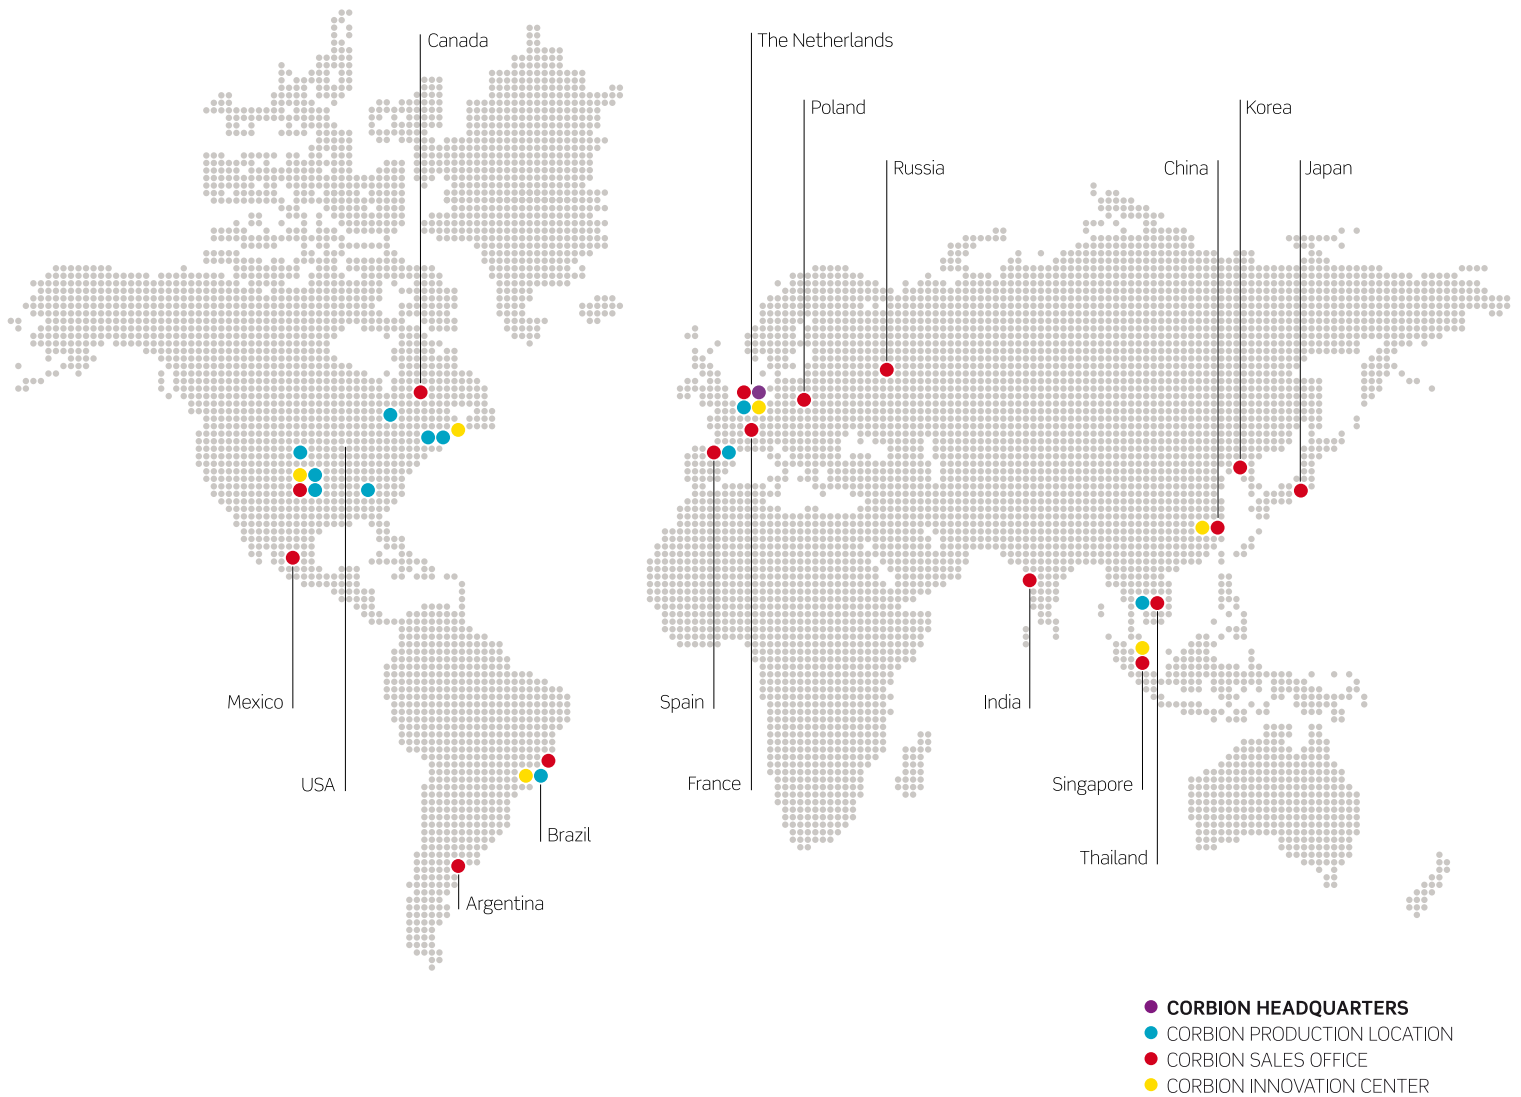 Canada
The Netherlands
Poland
Korea
Russia
China
Japan
Mexico
Spain
India
USA
France
Singapore
Brazil
Thailand
Argentina
CORBION HEADQUARTERS
CORBION PRODUCTION LOCATION
CORBION SALES OFFICE
CORBION INNOVATION CENTER